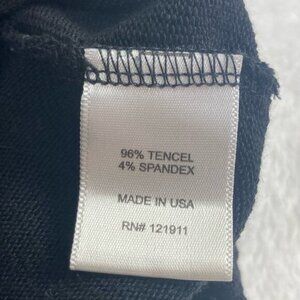 96% TENCEL
4% SPANDEX
MADE IN USA
RN# 121911